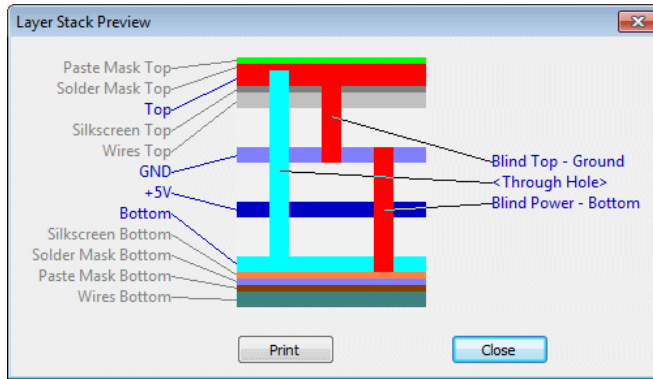 Layer Stack Preview
Paste Mask Top
Solder Mask Top
Top
Silkscreen Top
Wires Top
GND
+5V
Bottom
Silkscreen Bottom
Solder Mask Bottom
Paste Mask Bottom
Wires Bottom
Blind Top - Ground
<Through Hole>
Blind Power - Bottom
Print
Close